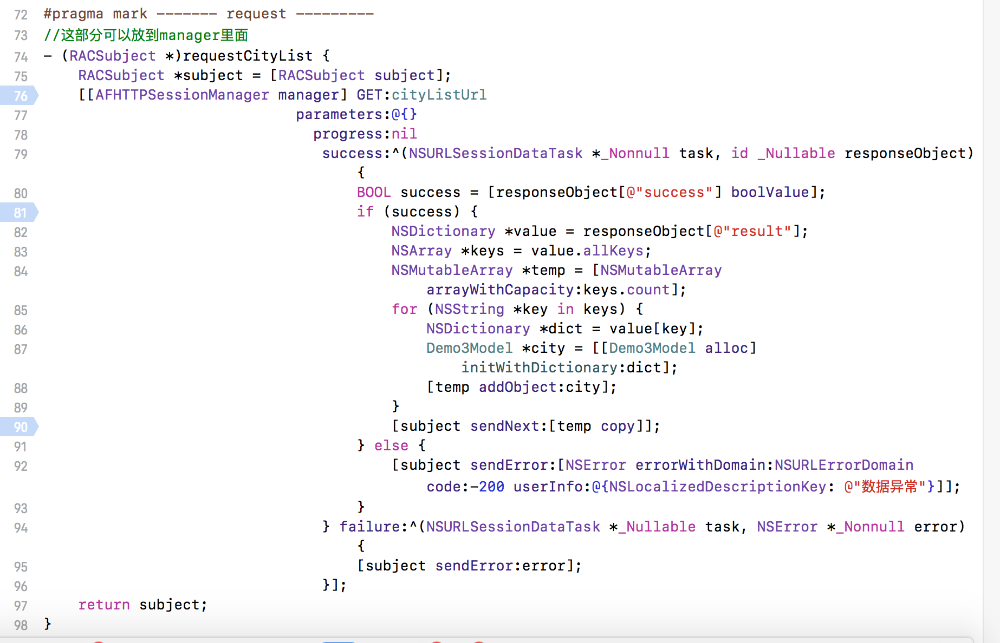 72 #pragma mark ------- request ---------
73 //这部分可以放到manager里面
74 - (RACSubject *)requestCityList {
75 RACSubject *subject = [RACSubject subject];
76 [[AFHTTPSessionManager manager] GET:cityListUrl
77 parameters:@{}
78 progress:nil
79 success:^(NSURLSessionDataTask *_Nonnull task, id _Nullable responseObject)
{
80 BOOL success = [responseObject[@"success"] boolValue];
81 if (success) {
82 NSDictionary *value = responseObject[@"result"];
83 NSArray *keys = value.allKeys;
84 NSMutableArray *temp = [NSMutableArray
arrayWithCapacity:keys.count];
85 for (NSString *key in keys) {
86 NSDictionary *dict = value[key];
87 Demo3Model *city = [[Demo3Model alloc]
initWithDictionary:dict];
88 [temp addObject:city];
89 }
90 [subject sendNext:[temp copy]];
91 } else {
92 [subject sendError:[NSError errorWithDomain:NSURLErrorDomain
code:-200 userInfo:@{NSLocalizedDescriptionKey: @"数据异常"}]];
93 }
94 } failure:^(NSURLSessionDataTask *_Nullable task, NSError *_Nonnull error)
{
95 [subject sendError:error];
96 }];
97 return subject;
98 }